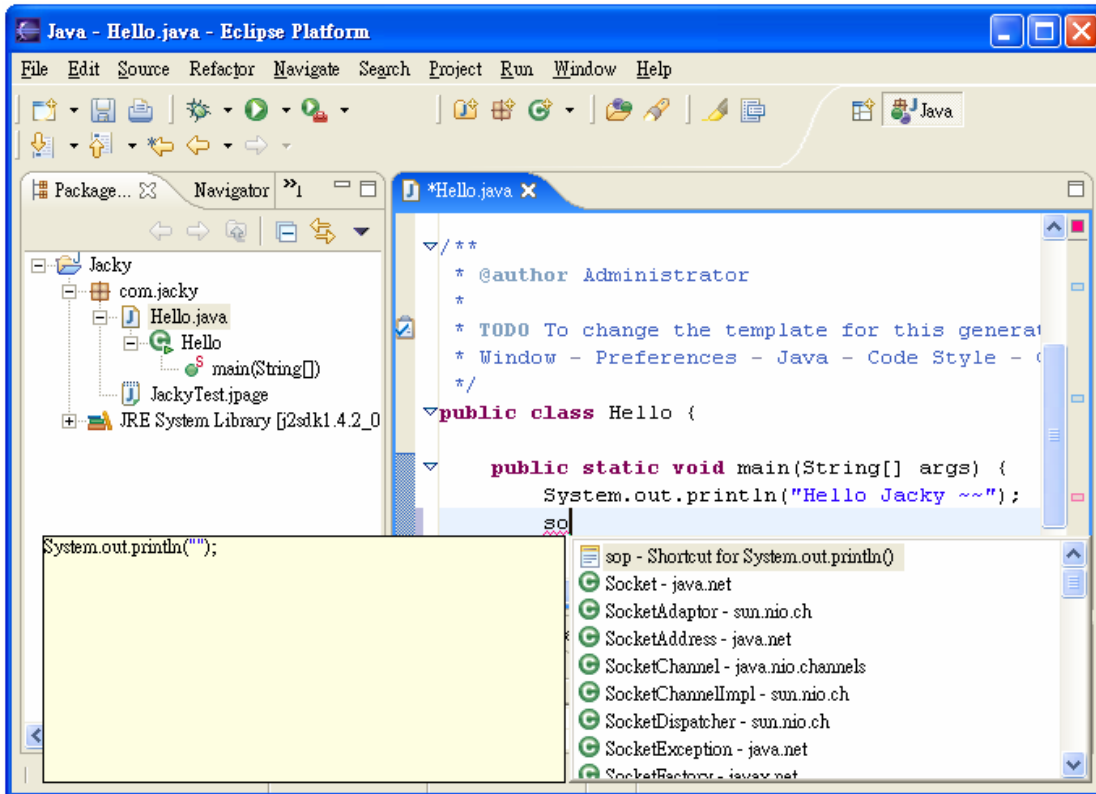 Java - Hello.java - Eclipse Platform
File Edit Source Refactor Navigate Search Project Run Window Help
Java
Package... Navigator »1
*Hello.java
Jacky
com.jacky
Hello.java
Hello
main(String[])
JackyTest.jpage
JRE System Library [j2sdk1.4.2_0
/**
* @author Administrator
*
* TODO To change the template for this generat
* Window - Preferences - Java - Code Style -
*/
public class Hello {
public static void main(String[] args) {
System.out.println("Hello Jacky ~~");
so
System.out.println("");
sop - Shortcut for System.out.println()
Socket - java.net
SocketAdaptor - sun.nio.ch
SocketAddress - java.net
SocketChannel - java.nio.channels
SocketChannelImpl - sun.nio.ch
SocketDispatcher - sun.nio.ch
SocketException - java.net
SocketFactory - javax.net